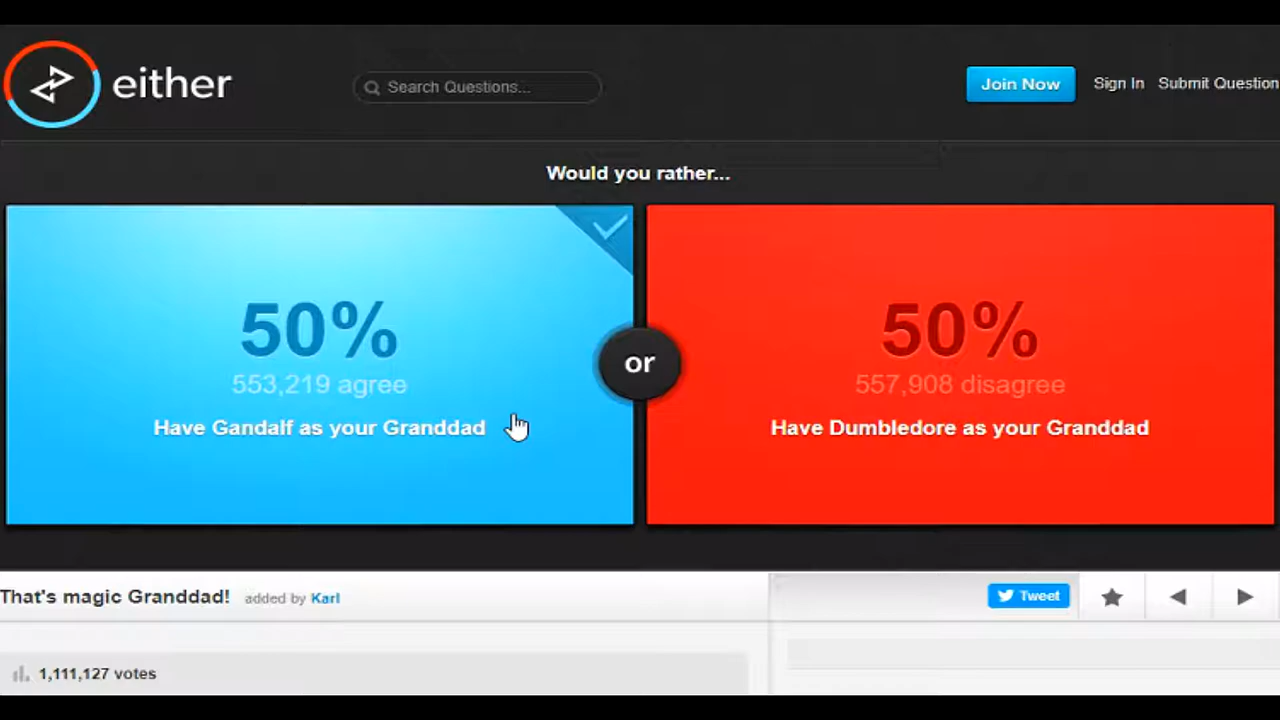 either
Search Questions...
Join Now
Sign In
Submit Question
Would you rather...
50%
553,219 agree
Have Gandalf as your Granddad
or
50%
557,908 disagree
Have Dumbledore as your Granddad
That's magic Granddad! added by Karl
Tweet
1,111,127 votes